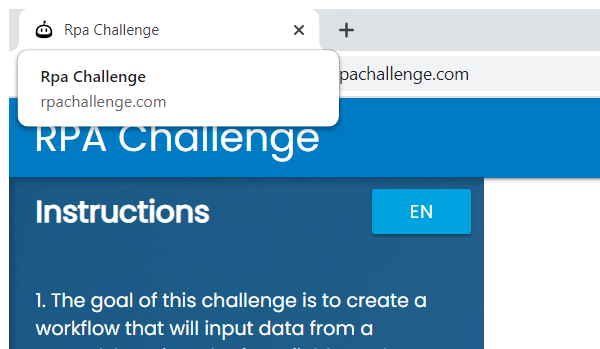 Rpa Challenge
Rpa Challenge
rpachallenge.com
pachallenge.com
RPA Challenge
Instructions
EN
1. The goal of this challenge is to create a
workflow that will input data from a